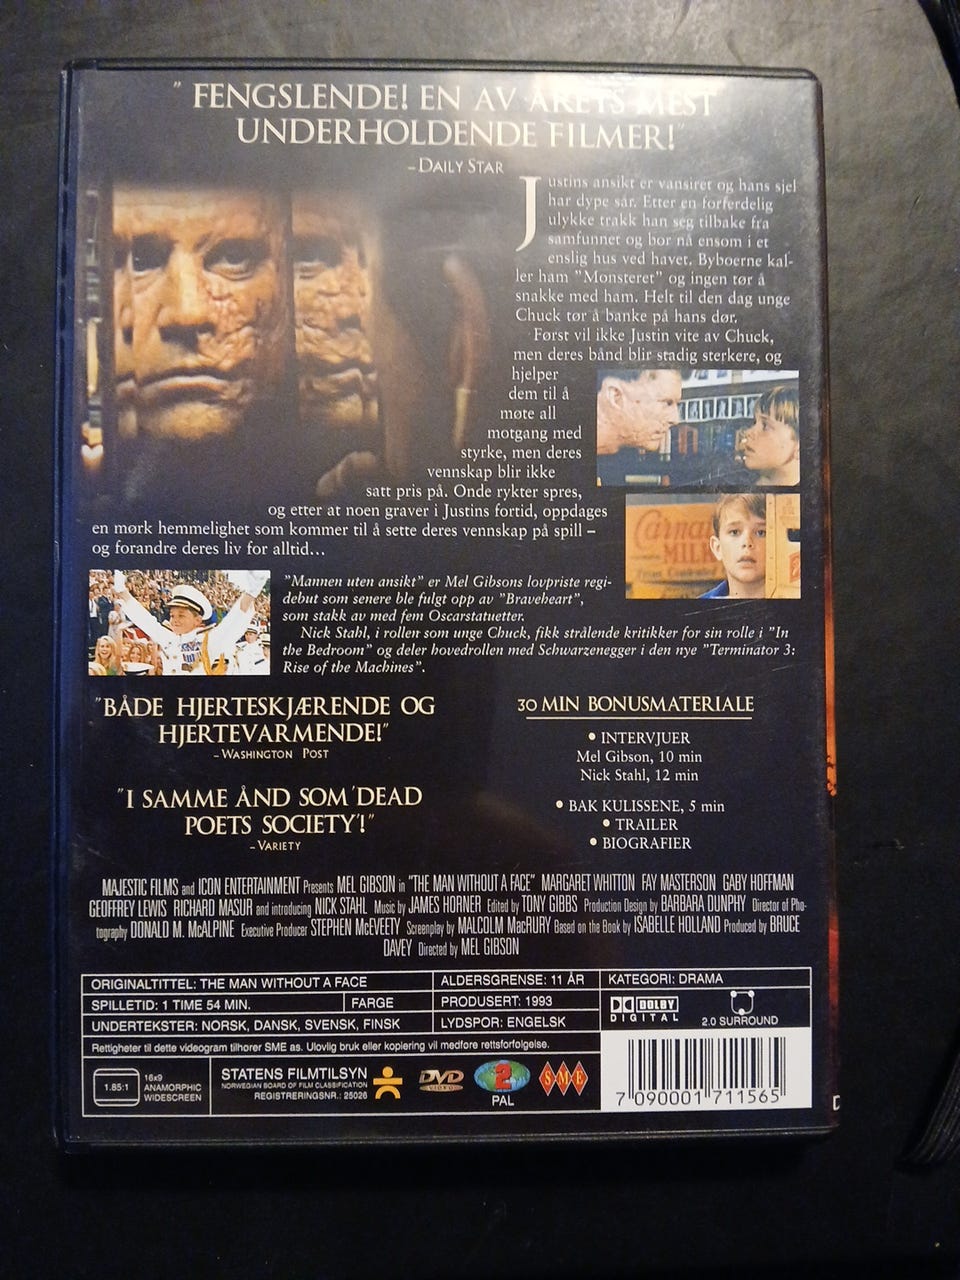 " FENGSLENDE! EN AV ÅRETS MEST
UNDERHOLDENDE FILMER!"
– DAILY STAR
Justins ansikt er vansiret og hans sjel
har dype sår. Etter en forferdelig
ulykke trakk han seg tilbake fra
samfunnet og bor nå ensom i et
enslig hus ved havet. Byboerne kal-
ler ham "Monsteret" og ingen tør å
snakke med ham. Helt til den dag unge
Chuck tør å banke på hans dør.
Først vil ikke Justin vite av Chuck,
men deres bånd blir stadig sterkere, og
hjelper
dem til å
møte all
motgang med
styrke, men deres
vennskap blir ikke
satt pris på. Onde rykter spres,
og etter at noen graver i Justins fortid, oppdages
en mørk hemmelighet som kommer til å sette deres vennskap på spill –
og forandre deres liv for alltid...
MILK
"Mannen uten ansikt" er Mel Gibsons lovpriste regi-
debut som senere ble fulgt opp av "Braveheart",
som stakk av med fem Oscarstatuetter.
Nick Stahl, i rollen som unge Chuck, fikk strålende kritikker for sin rolle i "In
the Bedroom" og deler hovedrollen med Schwarzenegger i den nye "Terminator 3:
Rise of the Machines".
"BÅDE HJERTESKJÆRENDE OG
HJERTEVARMENDE!"
– WASHINGTON POST
"I SAMME ÅND SOM 'DEAD
POETS SOCIETY'!"
– VARIETY
30 MIN BONUSMATERIALE
• INTERVJUER
Mel Gibson, 10 min
Nick Stahl, 12 min
• BAK KULISSENE, 5 min
• TRAILER
• BIOGRAFIER
MAJESTIC FILMS and ICON ENTERTAINMENT Presents MEL GIBSON in "THE MAN WITHOUT A FACE" MARGARET WHITTON FAY MASTERSON GABY HOFFMAN
GEOFFREY LEWIS RICHARD MASUR and introducing NICK STAHL Music by JAMES HORNER Edited by TONY GIBBS Production Design by BARBARA DUNPHY Director of Pho-
tography DONALD M. McALPINE Executive Producer STEPHEN McEVEETY Screenplay by MALCOLM MacRURY Based on the Book by ISABELLE HOLLAND Produced by BRUCE
DAVEY Directed by MEL GIBSON
ORIGINALTITTEL: THE MAN WITHOUT A FACE
ALDERSGRENSE: 11 ÅR
KATEGORI: DRAMA
SPILLETID: 1 TIME 54 MIN.
FARGE
PRODUSERT: 1993
UNDERTEKSTER: NORSK, DANSK, SVENSK, FINSK
LYDSPOR: ENGELSK
DOLBY
DIGITAL
2.0 SURROUND
Rettigheter til dette videogram tilhører SME as. Ulovlig bruk eller kopiering vil medføre rettsforfølgelse.
1.85:1
16x9
ANAMORPHIC
WIDESCREEN
STATENS FILMTILSYN
NORWEGIAN BOARD OF FILM CLASSIFICATION
REGISTRERINGSNR.: 25026
DVD
VIDEO
2
PAL
SME
7 090001 711565